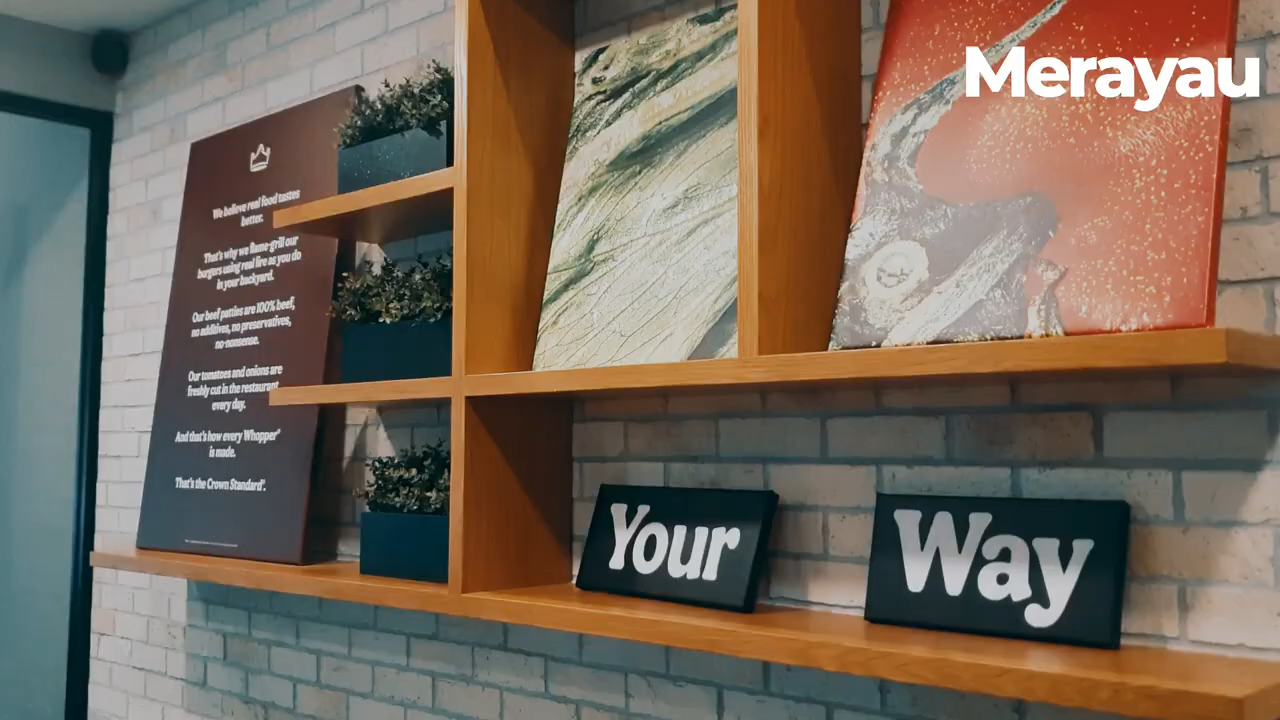 Merayau
We believe real food tastes
better.
That's why we flame-grill our
burgers using real fire as you do
in your backyard.
Our beef patties are 100% beef,
no additives, no preservatives,
no-nonsense.
Our tomatoes and onions are
freshly cut in the restaurant
every day.
And that's how every Whopper®
is made.
That's the Crown Standard®.
Your
Way